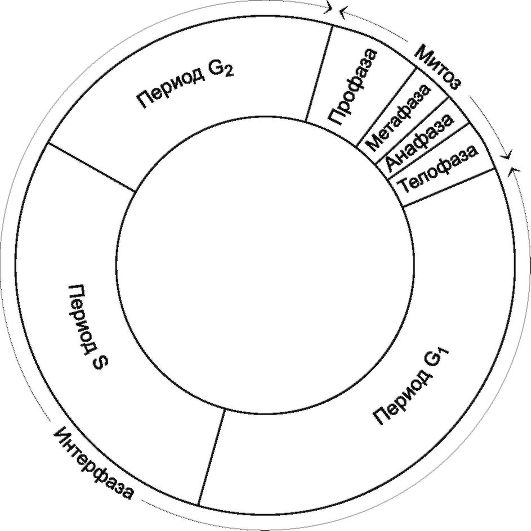 Митоз
Профаза
Метафаза
Анафаза
Телофаза
Период G₁
Период S
Период G₂
Интерфаза